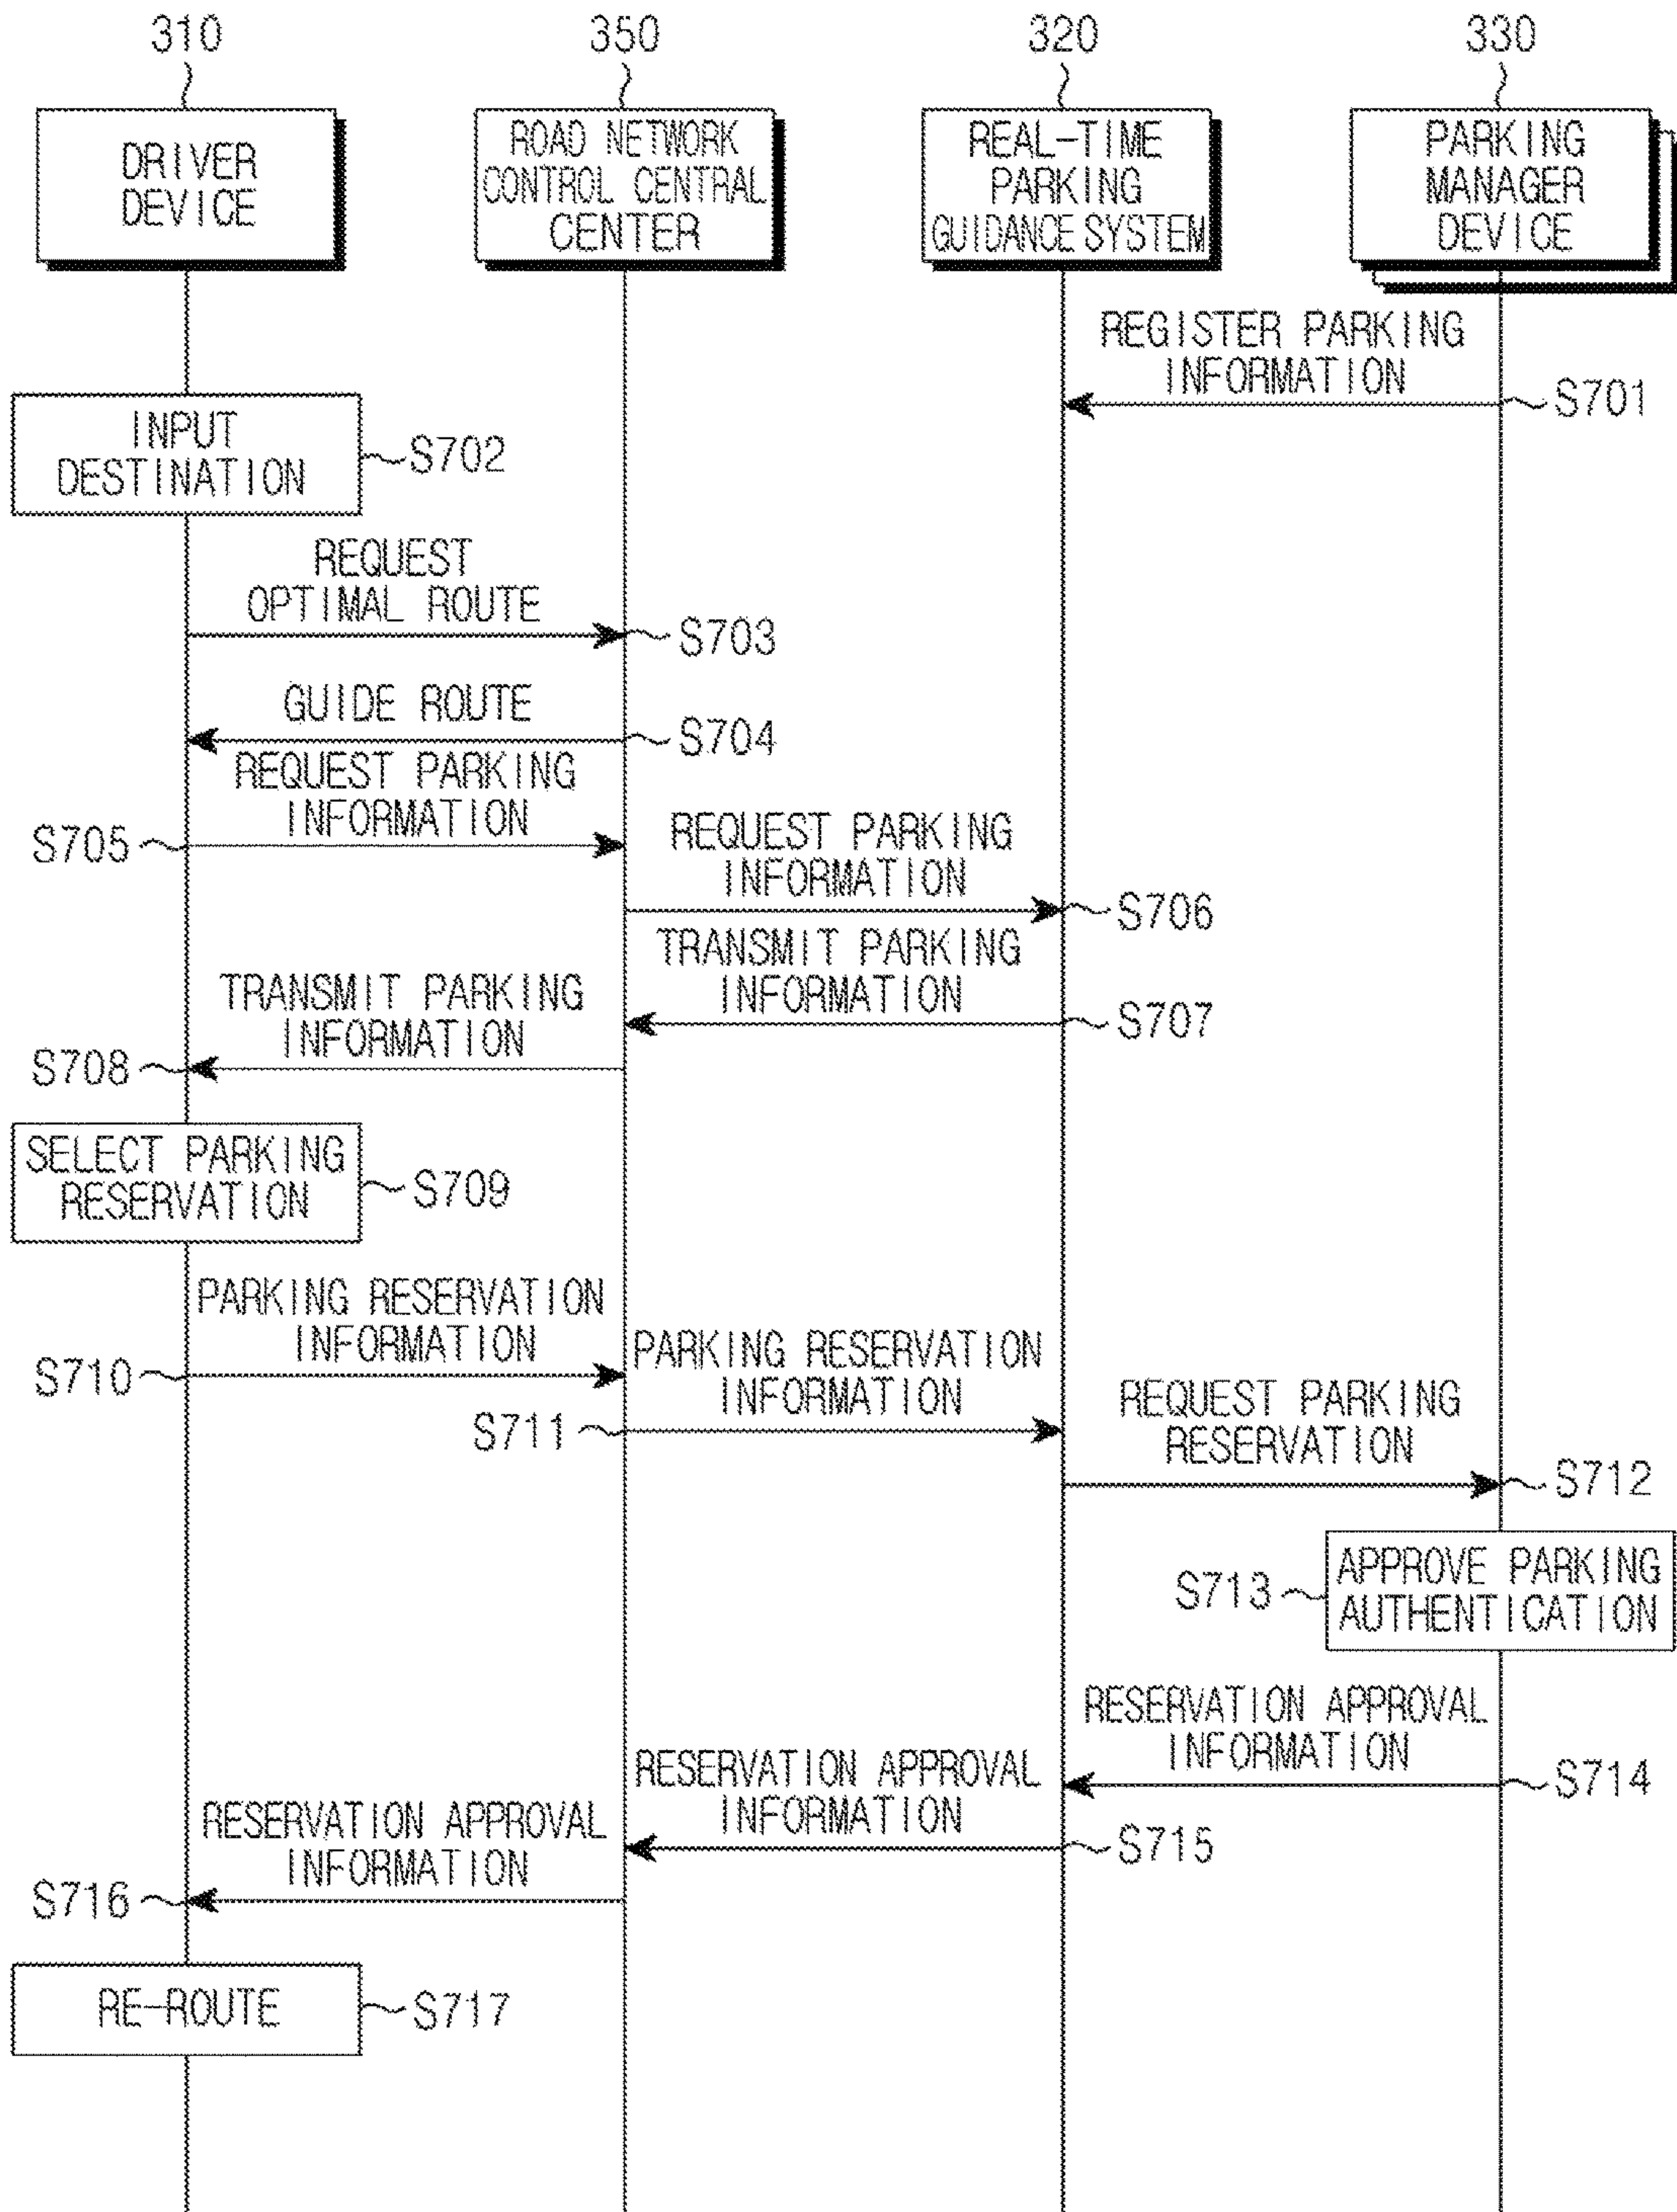 310
350
320
330
DRIVER
DEVICE
ROAD NETWORK
CONTROL CENTRAL
CENTER
REAL-TIME
PARKING
GUIDANCE SYSTEM
PARKING
MANAGER
DEVICE
REGISTER PARKING
INFORMATION
S701
INPUT
DESTINATION
S702
REQUEST
OPTIMAL ROUTE
S703
GUIDE ROUTE
S704
REQUEST PARKING
INFORMATION
S705
REQUEST PARKING
INFORMATION
S706
TRANSMIT PARKING
INFORMATION
S707
TRANSMIT PARKING
INFORMATION
S708
SELECT PARKING
RESERVATION
S709
PARKING RESERVATION
INFORMATION
S710
PARKING RESERVATION
INFORMATION
S711
REQUEST PARKING
RESERVATION
S712
APPROVE PARKING
AUTHENTICATION
S713
RESERVATION APPROVAL
INFORMATION
S714
RESERVATION APPROVAL
INFORMATION
S715
RESERVATION APPROVAL
INFORMATION
S716
RE-ROUTE
S717